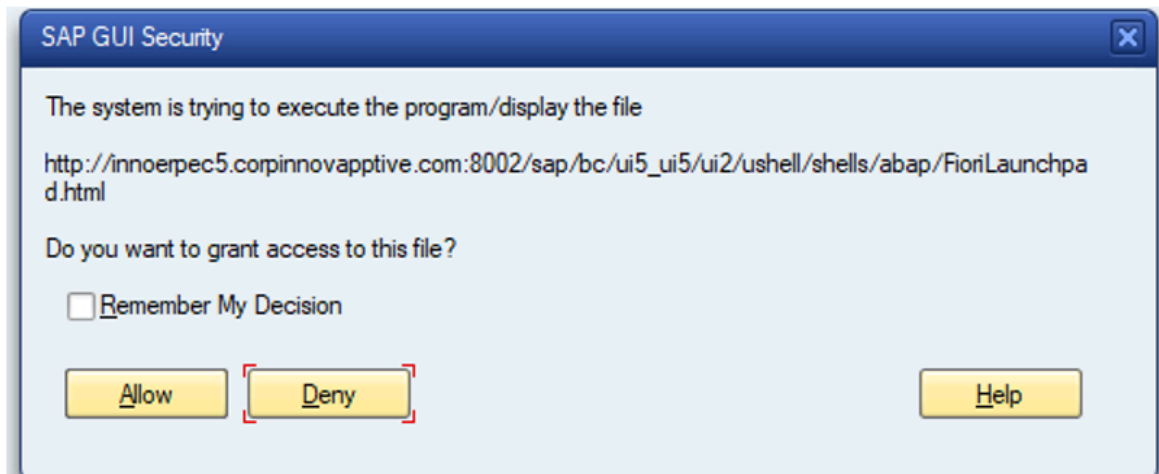 SAP GUI Security
The system is trying to execute the program/display the file
http://innoerpec5.corpinnovapptive.com:8002/sap/bc/ui5_ui5/ui2/ushell/shells/abap/FioriLaunchpa
d.html
Do you want to grant access to this file?
Remember My Decision
Allow Deny Help